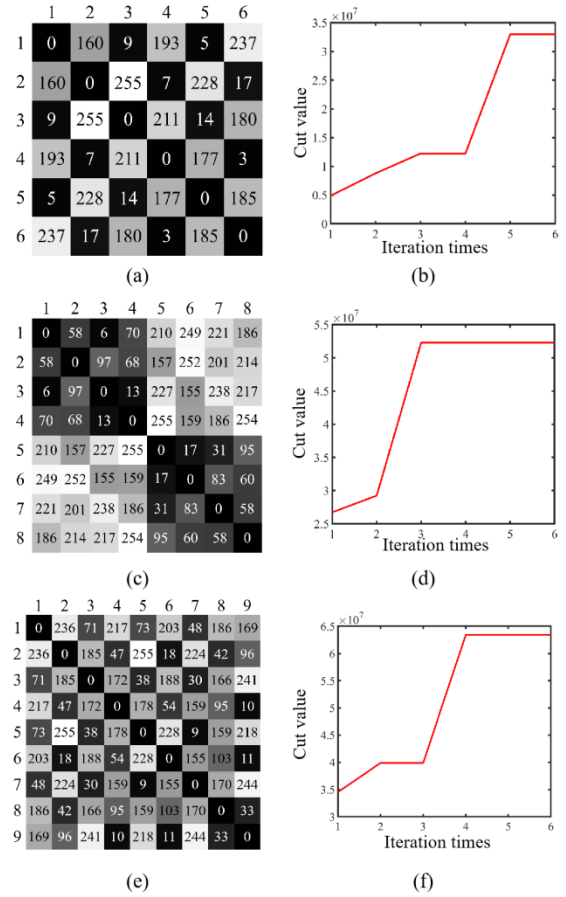 1 2 3 4 5 6
1 0 160 9 193 5 237
2 160 0 255 7 228 17
3 9 255 0 211 14 180
4 193 7 211 0 177 3
5 5 228 14 177 0 185
6 237 17 180 3 185 0
(a)
×10⁷
3.5
3
2.5
2
1.5
1
0.5
0
1 2 3 4 5 6
Cut value
Iteration times
(b)
1 2 3 4 5 6 7 8
1 0 58 6 70 210 249 221 186
2 58 0 97 68 157 252 201 214
3 6 97 0 13 227 155 238 217
4 70 68 13 0 255 159 186 254
5 210 157 227 255 0 17 31 95
6 249 252 155 159 17 0 83 60
7 221 201 238 186 31 83 0 58
8 186 214 217 254 95 60 58 0
(c)
×10⁷
5.5
5
4.5
4
3.5
3
2.5
1 2 3 4 5 6
Cut value
Iteration times
(d)
1 2 3 4 5 6 7 8 9
1 0 236 71 217 73 203 48 186 169
2 236 0 185 47 255 18 224 42 96
3 71 185 0 172 38 188 30 166 241
4 217 47 172 0 178 54 159 95 10
5 73 255 38 178 0 228 9 159 218
6 203 18 188 54 228 0 155 103 11
7 48 224 30 159 9 155 0 170 244
8 186 42 166 95 159 103 170 0 33
9 169 96 241 10 218 11 244 33 0
(e)
×10⁷
6.5
6
5.5
5
4.5
4
3.5
3
1 2 3 4 5 6
Cut value
Iteration times
(f)